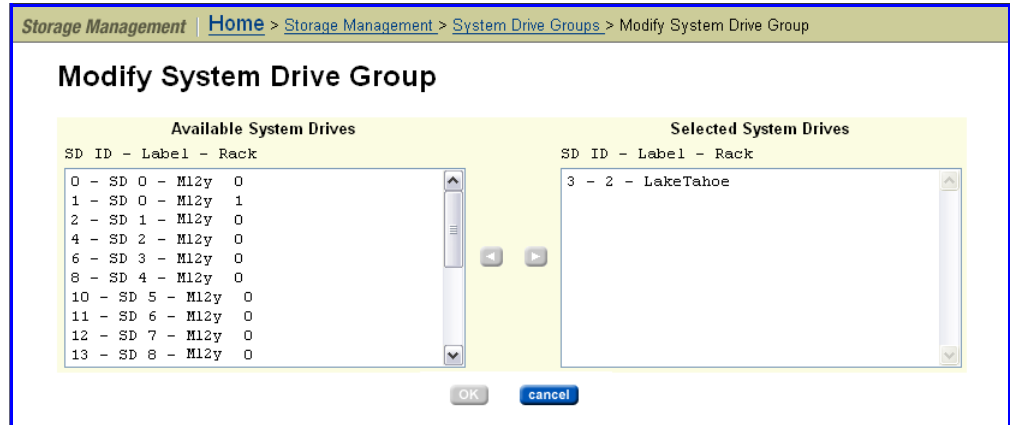 Storage Management | Home > Storage Management > System Drive Groups > Modify System Drive Group
Modify System Drive Group
Available System Drives
SD ID - Label - Rack
0 - SD 0 - M12y 0
1 - SD 0 - M12y 1
2 - SD 1 - M12y 0
4 - SD 2 - M12y 0
6 - SD 3 - M12y 0
8 - SD 4 - M12y 0
10 - SD 5 - M12y 0
11 - SD 6 - M12y 0
12 - SD 7 - M12y 0
13 - SD 8 - M12y 0
Selected System Drives
SD ID - Label - Rack
3 - 2 - LakeTahoe
OK cancel